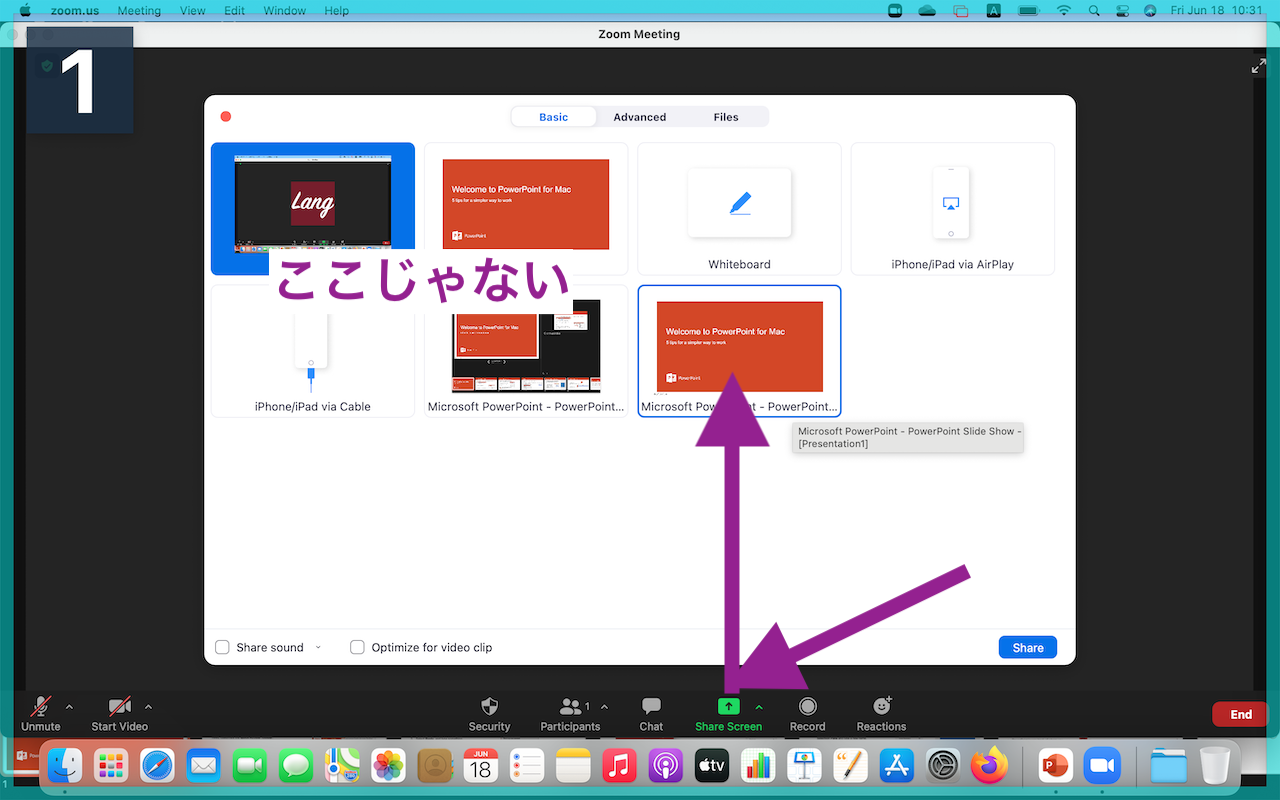 zoom.us Meeting View Edit Window Help
A
Fri Jun 18 10:31
Zoom Meeting
1
Basic Advanced Files
Lang
Welcome to PowerPoint for Mac
5 tips for a simpler way to work
PowerPoint
Whiteboard
iPhone/iPad via AirPlay
ここじゃない
iPhone/iPad via Cable
Welcome to PowerPoint for Mac
Microsoft PowerPoint - PowerPoint...
Welcome to PowerPoint for Mac
5 tips for a simpler way to work
PowerPoint
Microsoft Pow nt - PowerPoint...
Microsoft PowerPoint - PowerPoint Slide Show -
[Presentation1]
Share sound
Optimize for video clip
Share
Unmute
Start Video
Security
1
Participants
Chat
Share Screen
Record
Reactions
End
JUN
18
tv
P
1